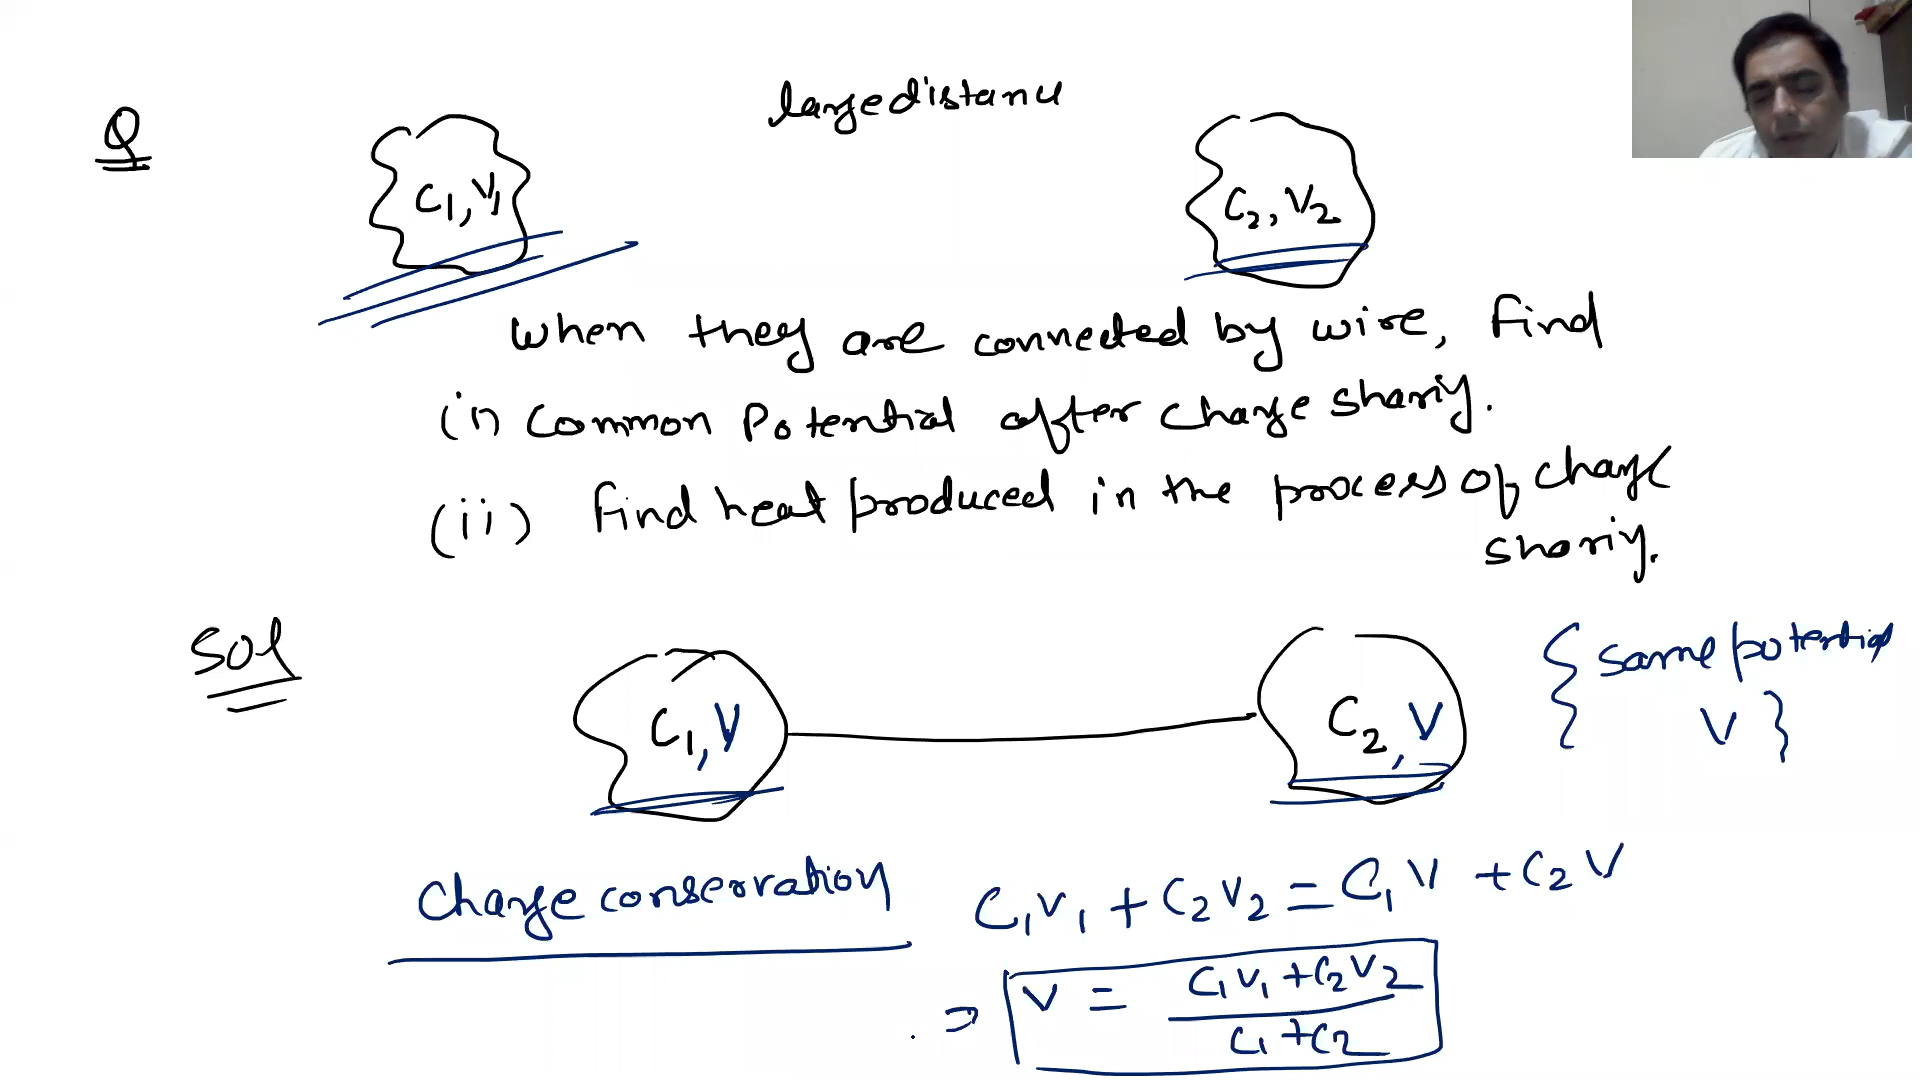 large distance
Q
C1, V1
C2, V2
when they are connected by wire, find
(i) common potential after charge sharing.
(ii) find heat produced in the process of charge
sharing.
Sol
C1, V
C2, V
{ same potential
V }
Charge conservation
C1V1 + C2V2 = C1V + C2V
⇒ V = C1V1 + C2V2 / C1 + C2